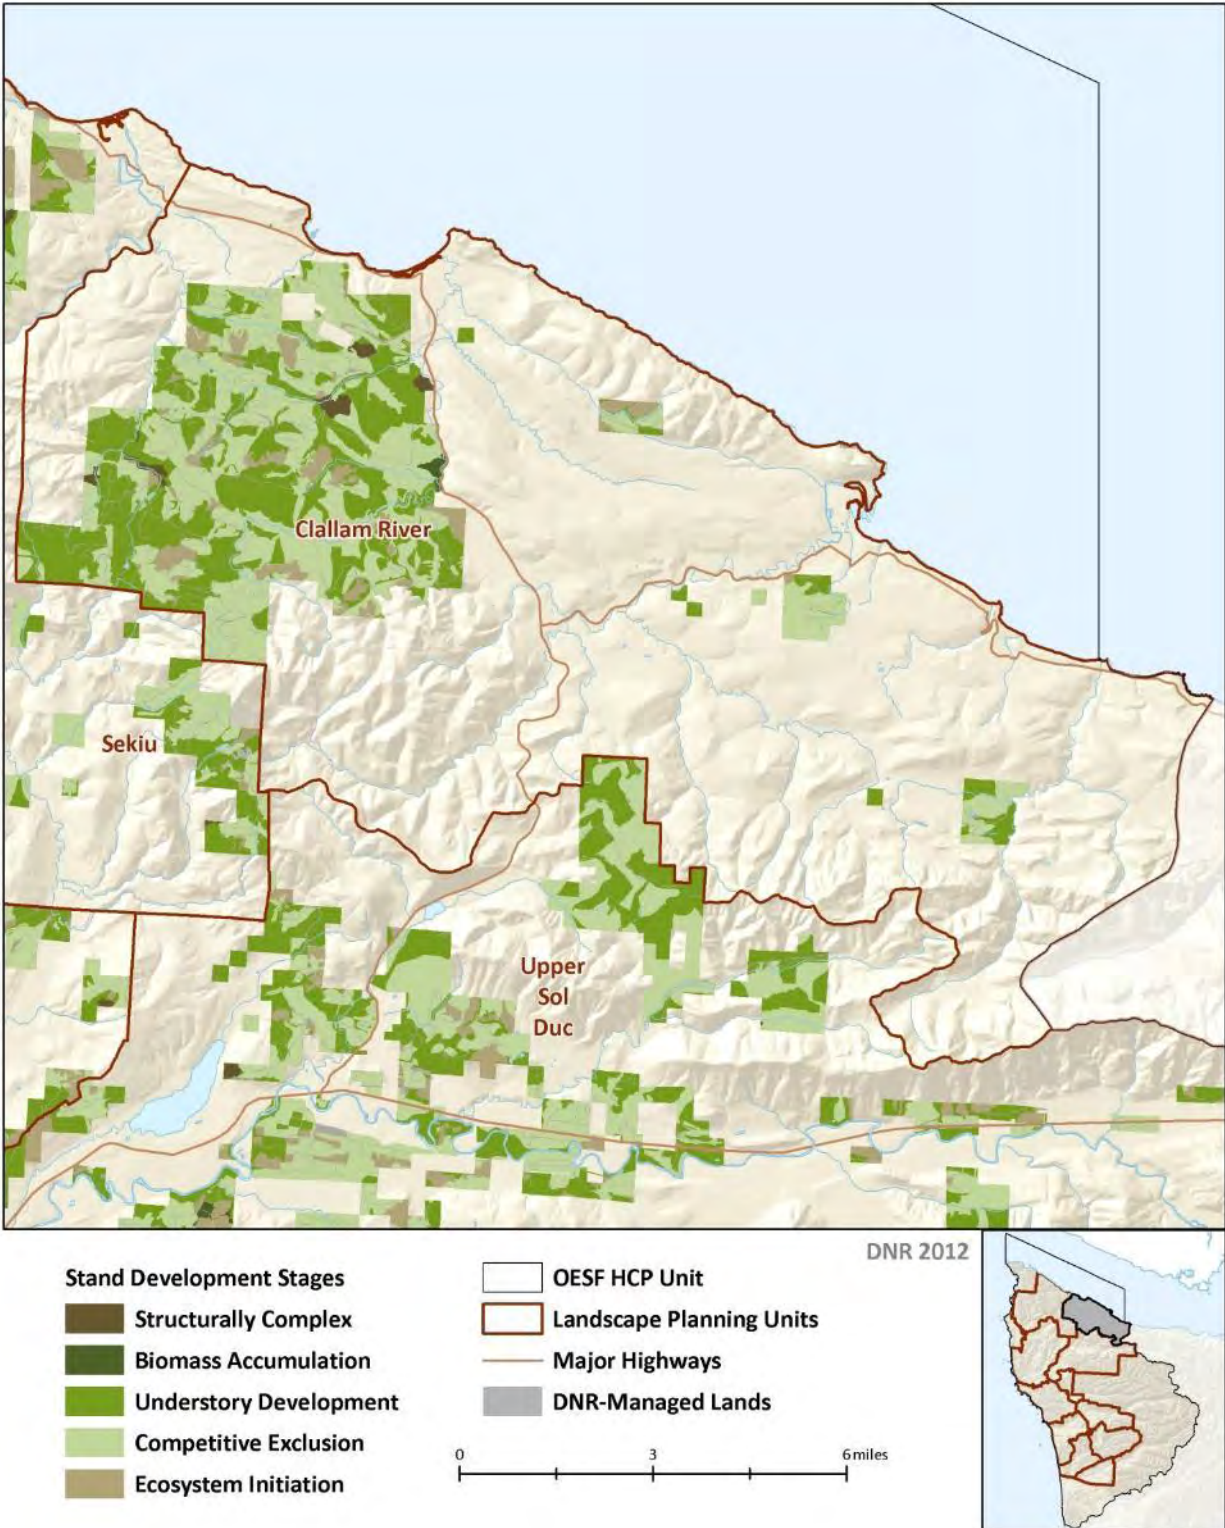 Clallam River
Sekiu
Upper
Sol
Duc
DNR 2012
Stand Development Stages
Structurally Complex
Biomass Accumulation
Understory Development
Competitive Exclusion
Ecosystem Initiation
OESF HCP Unit
Landscape Planning Units
Major Highways
DNR-Managed Lands
0 3 6 miles